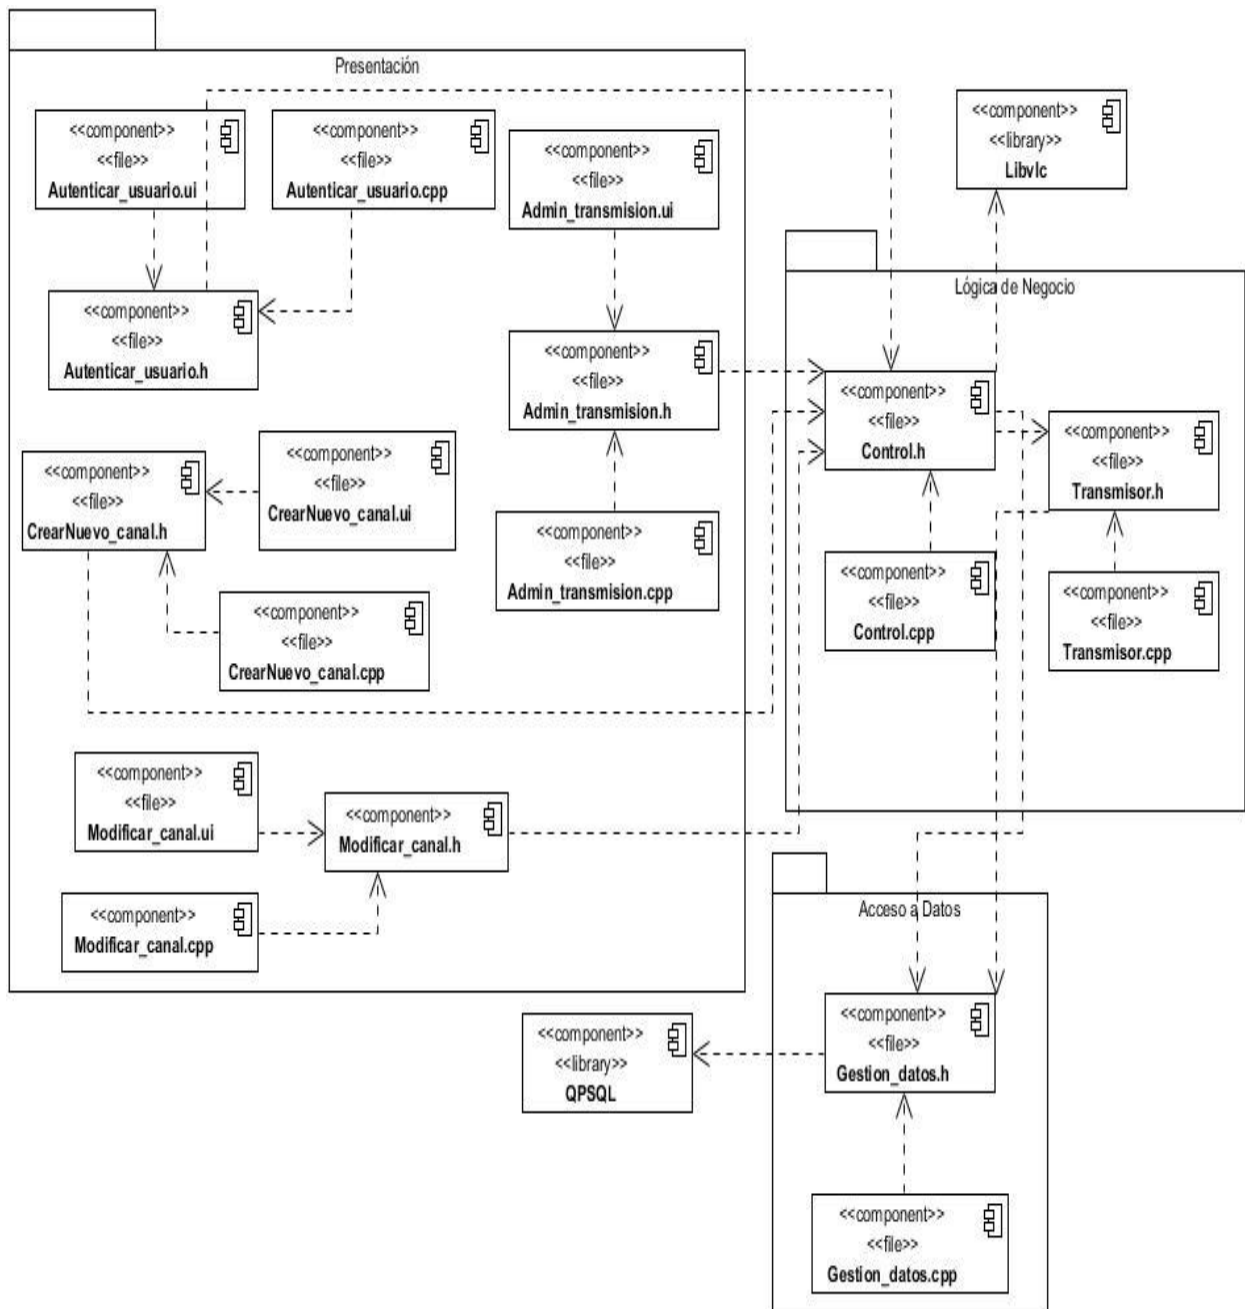 Presentación
<<component>>
<<file>>
Autenticar_usuario.ui
<<component>>
<<file>>
Autenticar_usuario.cpp
<<component>>
<<file>>
Admin_transmision.ui
<<component>>
<<library>>
Libvlc
<<component>>
<<file>>
Autenticar_usuario.h
<<component>>
<<file>>
Admin_transmision.h
Lógica de Negocio
<<component>>
<<file>>
Control.h
<<component>>
<<file>>
Transmisor.h
<<component>>
<<file>>
CrearNuevo_canal.h
<<component>>
<<file>>
CrearNuevo_canal.ui
<<component>>
<<file>>
Admin_transmision.cpp
<<component>>
<<file>>
Control.cpp
<<component>>
<<file>>
Transmisor.cpp
<<component>>
<<file>>
CrearNuevo_canal.cpp
<<component>>
<<file>>
Modificar_canal.ui
<<component>>
Modificar_canal.h
<<component>>
Modificar_canal.cpp
Acceso a Datos
<<component>>
<<library>>
QPSQL
<<component>>
<<file>>
Gestion_datos.h
<<component>>
<<file>>
Gestion_datos.cpp